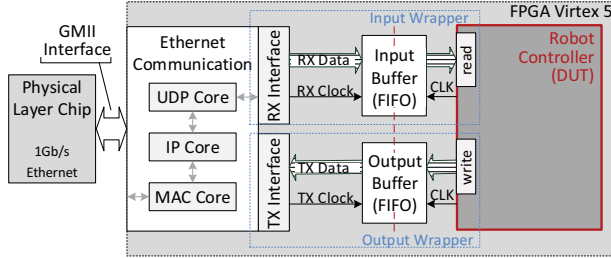 GMII
Interface
Physical
Layer Chip
1Gb/s
Ethernet
Ethernet
Communication
UDP Core
IP Core
MAC Core
RX Interface
TX Interface
Input Wrapper
RX Data
RX Clock
Input
Buffer
(FIFO)
CLK
read
TX Data
TX Clock
Output
Buffer
(FIFO)
CLK
write
Output Wrapper
FPGA Virtex 5
Robot
Controller
(DUT)